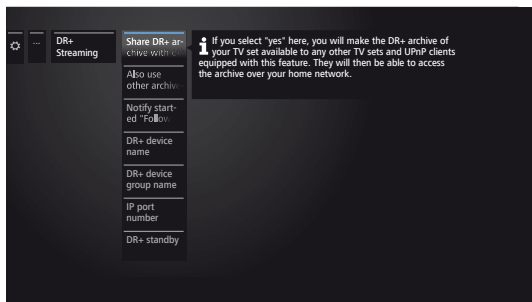 ...
DR+
Streaming
Share DR+ ar-
chive with
Also use
other archive
Notify start-
ed "Follow
DR+ device
name
DR+ device
group name
IP port
number
DR+ standby
i If you select "yes" here, you will make the DR+ archive of
your TV set available to any other TV sets and UPnP clients
equipped with this feature. They will then be able to access
the archive over your home network.